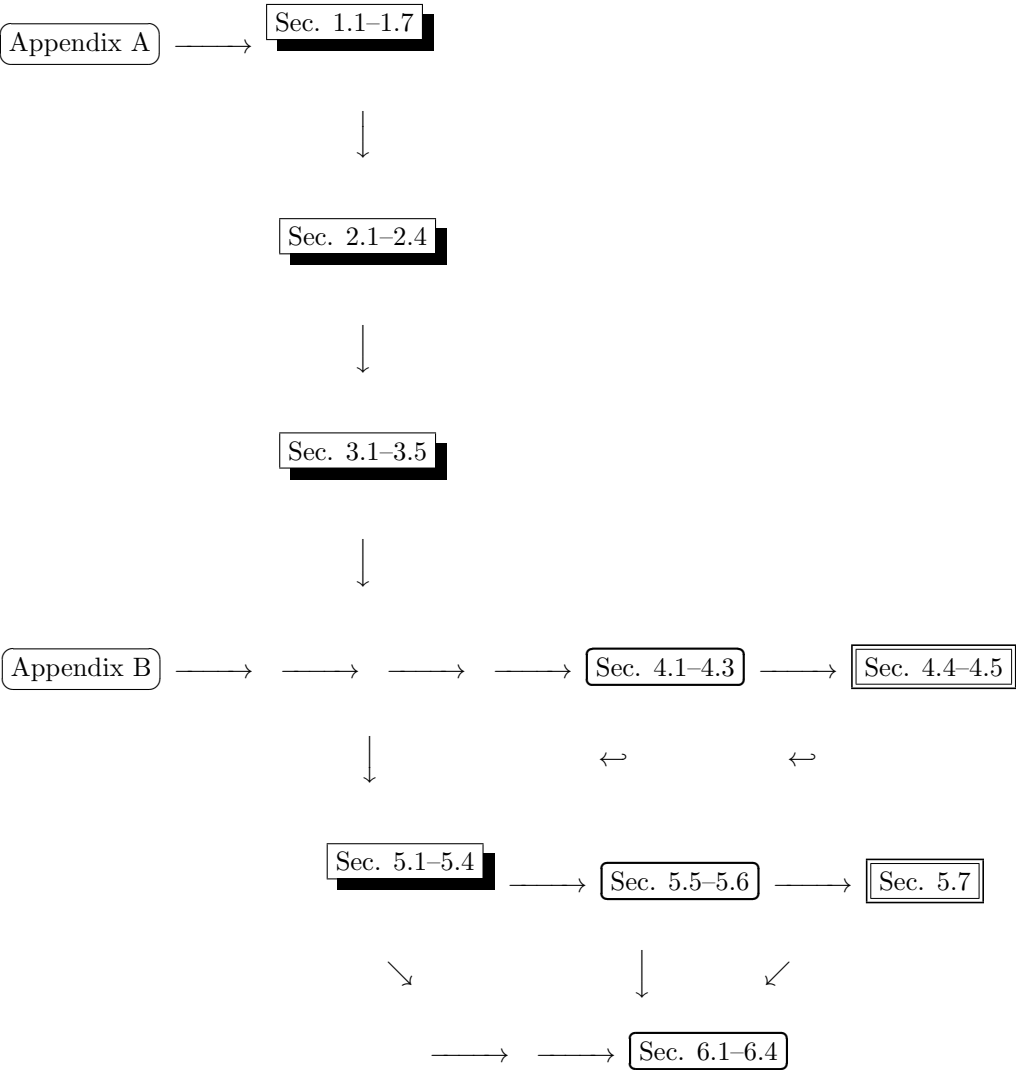 Appendix A
Sec. 1.1–1.7
Sec. 2.1–2.4
Sec. 3.1–3.5
Appendix B
Sec. 4.1–4.3
Sec. 4.4–4.5
Sec. 5.1–5.4
Sec. 5.5–5.6
Sec. 5.7
Sec. 6.1–6.4